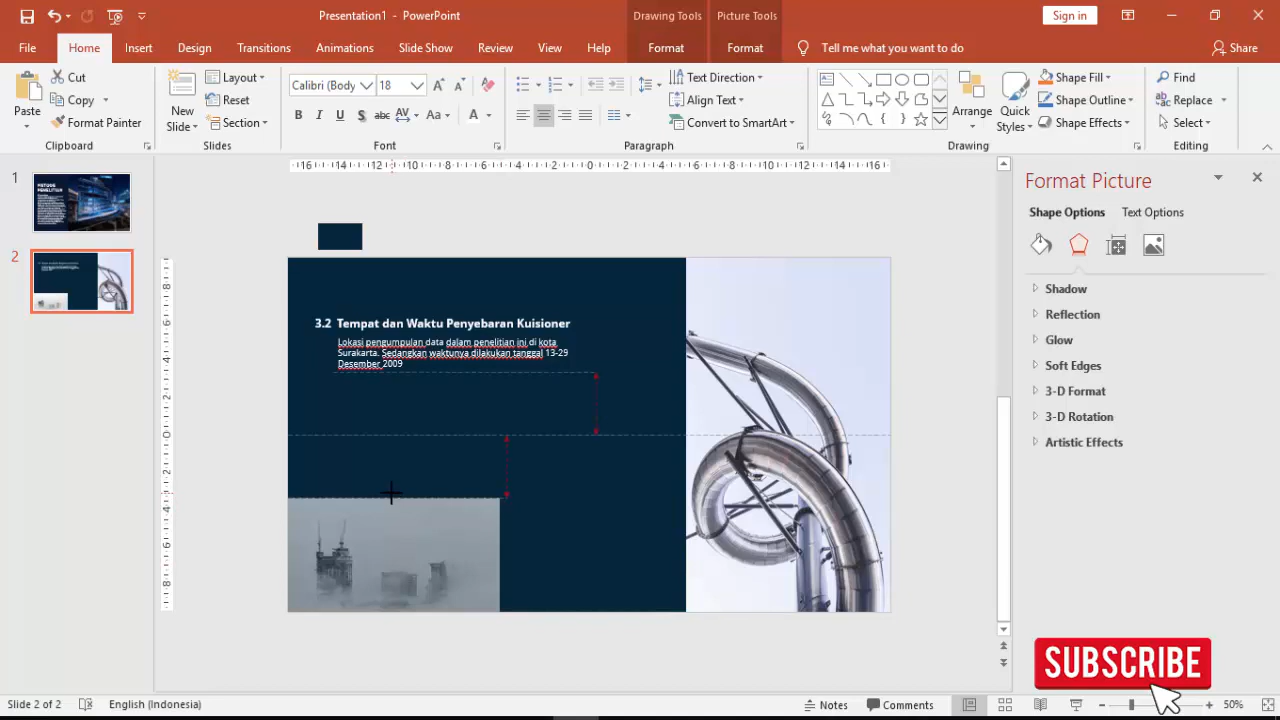 Presentation1 - PowerPoint
Drawing Tools
Picture Tools
Sign in
File
Home
Insert
Design
Transitions
Animations
Slide Show
Review
View
Help
Format
Format
Tell me what you want to do
Share
Paste
Cut
Copy
Format Painter
Clipboard
New
Slide
Layout
Reset
Section
Slides
Calibri (Body
18
Font
Paragraph
Text Direction
Align Text
Convert to SmartArt
Arrange
Quick
Styles
Shape Fill
Shape Outline
Shape Effects
Drawing
Find
Replace
Select
Editing
1
2
3.2 Tempat dan Waktu Penyebaran Kuisioner
Lokasi pengumpulan data dalam penelitian ini di kota
Surakarta. Sedangkan waktunya dilakukan tanggal 13-29
Desember 2009
Format Picture
Shape Options
Text Options
Shadow
Reflection
Glow
Soft Edges
3-D Format
3-D Rotation
Artistic Effects
SUBSCRIBE
Slide 2 of 2
English (Indonesia)
Notes
Comments
50%